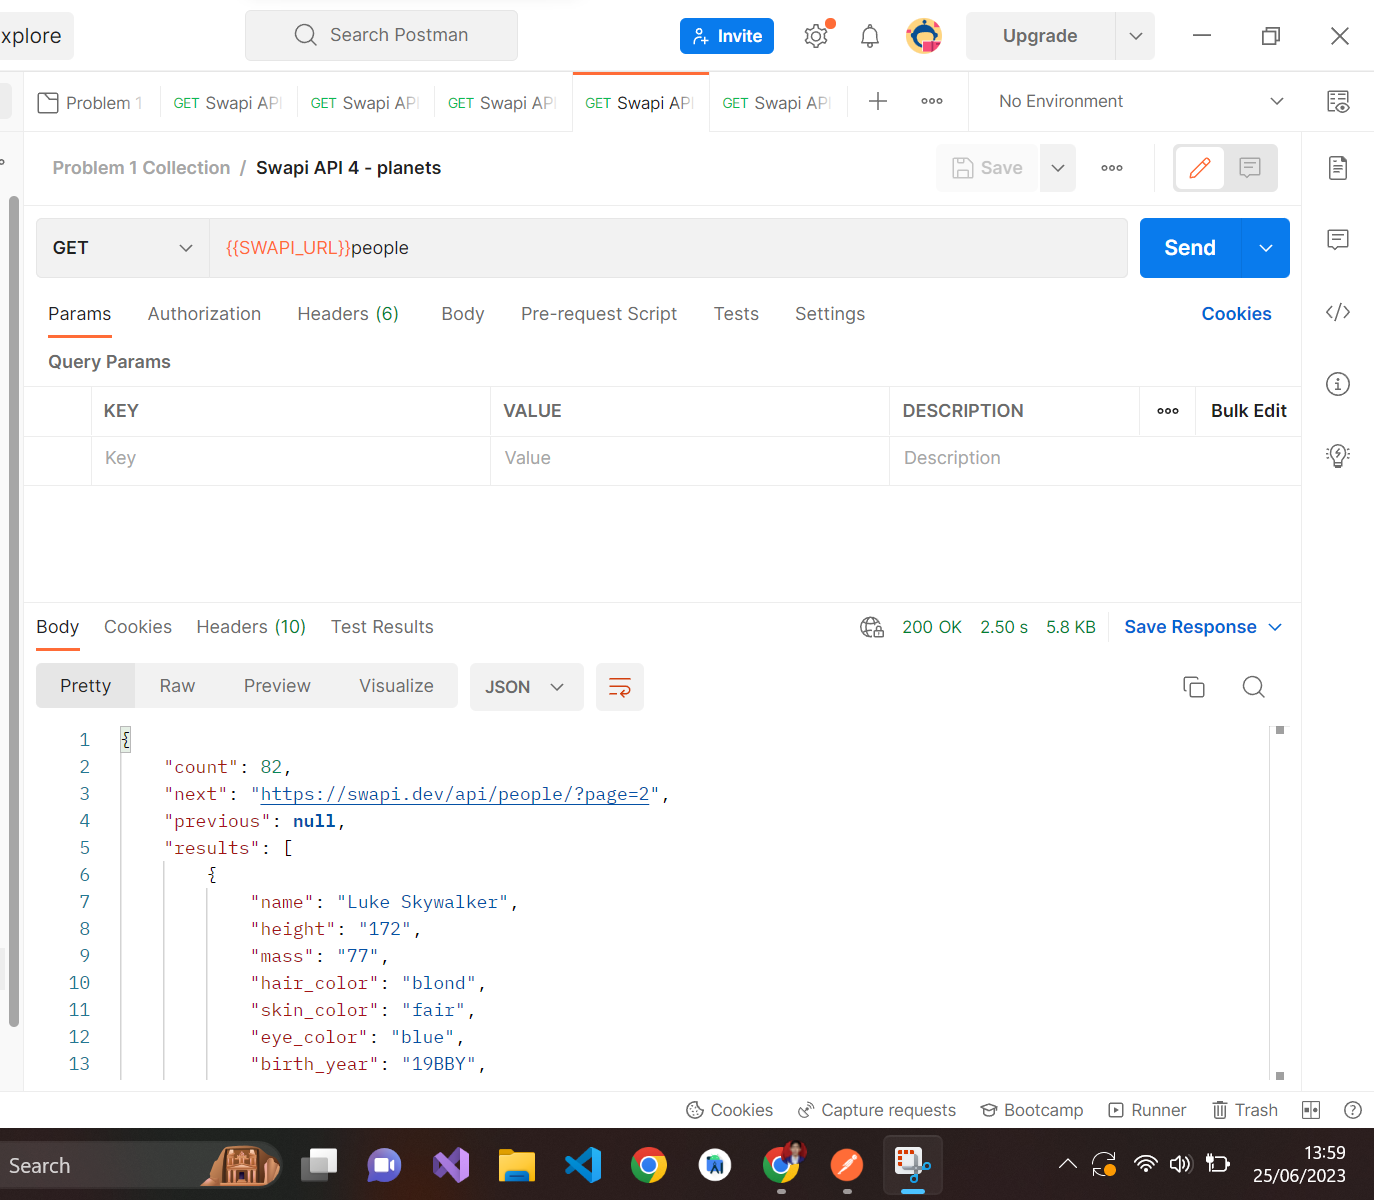 xplore
Search Postman
Invite
Upgrade
Problem 1
GET Swapi API
GET Swapi API
GET Swapi API
GET Swapi API
GET Swapi API
No Environment
Problem 1 Collection / Swapi API 4 - planets
Save
GET
{{SWAPI_URL}}people
Send
Params
Authorization
Headers (6)
Body
Pre-request Script
Tests
Settings
Cookies
Query Params
KEY
VALUE
DESCRIPTION
Bulk Edit
Key
Value
Description
Body
Cookies
Headers (10)
Test Results
200 OK
2.50 s
5.8 KB
Save Response
Pretty
Raw
Preview
Visualize
JSON
1 {
2 "count": 82,
3 "next": "https://swapi.dev/api/people/?page=2",
4 "previous": null,
5 "results": [
6 {
7 "name": "Luke Skywalker",
8 "height": "172",
9 "mass": "77",
10 "hair_color": "blond",
11 "skin_color": "fair",
12 "eye_color": "blue",
13 "birth_year": "19BBY",
Cookies
Capture requests
Bootcamp
Runner
Trash
Search
13:59
25/06/2023